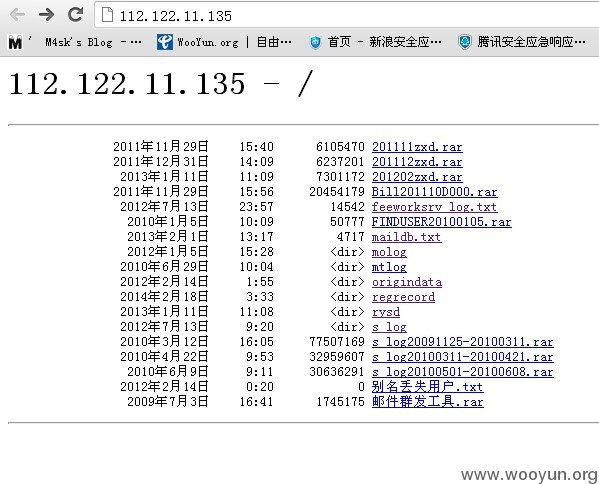 112.122.11.135
M4sk's Blog - … WooYun.org | 自由… 首页 - 新浪安全应… 腾讯安全应急响应…
112.122.11.135 - /
2011年11月29日 15:40 6105470 201111zxd.rar
2011年12月31日 14:09 6237201 201112zxd.rar
2013年1月11日 11:09 7301172 201202zxd.rar
2011年11月29日 15:56 20454179 Bill201110D000.rar
2012年7月13日 23:57 14542 feeworksrv_log.txt
2010年1月5日 10:09 50777 FINDUSER20100105.rar
2013年2月1日 13:17 4717 maildb.txt
2012年1月5日 15:28 <dir> molog
2010年6月29日 10:04 <dir> mtlog
2012年2月14日 1:55 <dir> origindata
2014年2月18日 3:33 <dir> regrecord
2013年1月11日 11:08 <dir> rysd
2012年7月13日 9:20 <dir> s_log
2010年3月12日 16:05 77507169 s_log20091125-20100311.rar
2010年4月22日 9:53 32959607 s_log20100311-20100421.rar
2010年6月9日 9:11 30636291 s_log20100501-20100608.rar
2012年2月14日 0:20 0 别名丢失用户.txt
2009年7月3日 16:41 1745175 邮件群发工具.rar
www.wooyun.org